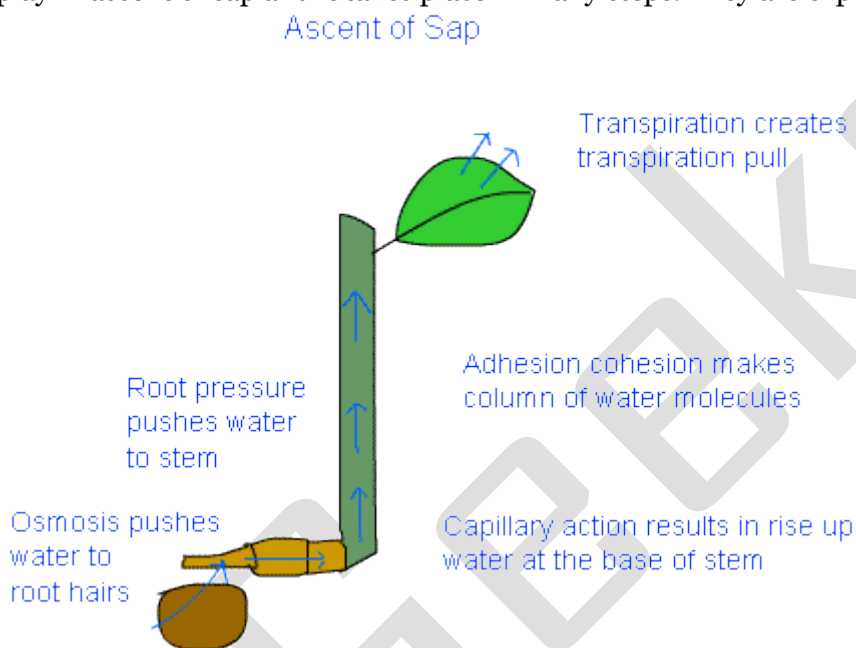 Ascent of Sap
Transpiration creates
transpiration pull
Adhesion cohesion makes
column of water molecules
Root pressure
pushes water
to stem
Osmosis pushes
water to
root hairs
Capillary action results in rise up
water at the base of stem